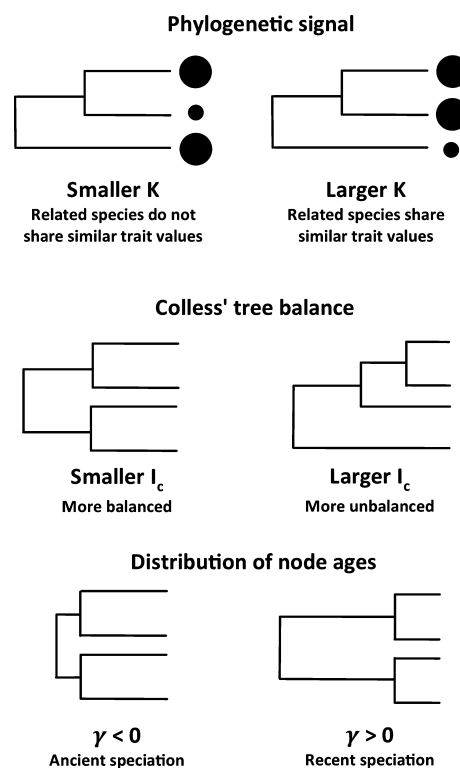 Phylogenetic signal
Smaller K
Larger K
Related species do not
share similar trait values
Related species share
similar trait values
Colless' tree balance
Smaller Ic
Larger Ic
More balanced
More unbalanced
Distribution of node ages
γ < 0
γ > 0
Ancient speciation
Recent speciation